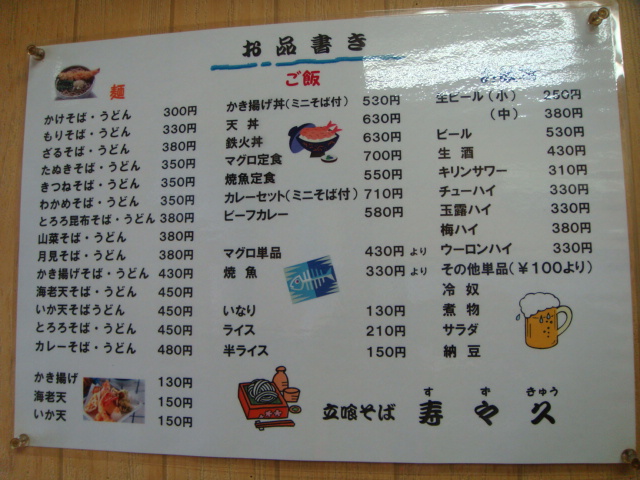 お品書き
麺
かけそば・うどん 300円
もりそば・うどん 330円
ざるそば・うどん 380円
たぬきそば・うどん 350円
きつねそば・うどん 350円
わかめそば・うどん 350円
とろろ昆布そば・うどん 380円
山菜そば・うどん 380円
月見そば・うどん 380円
かき揚げそば・うどん 430円
海老天そば・うどん 450円
いか天そばうどん 450円
とろろそば・うどん 450円
カレーそば・うどん 480円
かき揚げ 130円
海老天 150円
いか天 150円
ご飯
かき揚げ丼(ミニそば付) 530円
天丼 630円
鉄火丼 630円
マグロ定食 700円
焼魚定食 550円
カレーセット(ミニそば付) 710円
ビーフカレー 580円
マグロ単品 430円より
焼魚 330円より
いなり 130円
ライス 210円
半ライス 150円
生ビール(小) 250円
(中) 380円
ビール 530円
生酒 430円
キリンサワー 310円
チューハイ 330円
玉露ハイ 330円
梅ハイ 380円
ウーロンハイ 330円
その他単品(¥100より)
冷奴
煮物
サラダ
納豆
す ず きゅう
立喰そば 寿々久